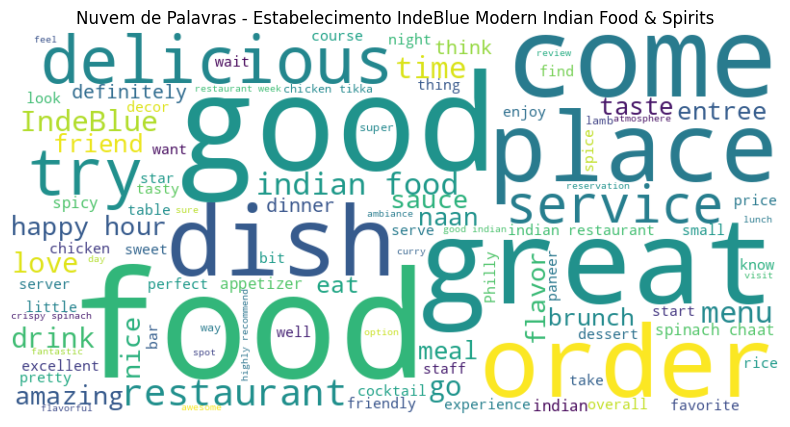 Nuvem de Palavras - Estabelecimento IndeBlue Modern Indian Food & Spirits
feel
delicious
wait
course
night
think
come
restaurant week
chicken tikka
time
thing
review
find
look
definitely
decor
good
super
enjoy
taste
lamb
atmosphere
entree
IndeBlue
friend
want
try
star
tasty
indian food
spice
place
reservation
spicy
table
sure
dinner
sauce
naan
service
price
lunch
happy hour
dish
ambiance
serve
good indian
indian restaurant
small
chicken
sweet
bit
curry
great
love
day
server
perfect
appetizer
eat
Philly
flavor
paneer
know
visit
little
crispy spinach
food
highly recommend
brunch
start
menu
drink
nice
bar
way
well
option
meal
dessert
spinach chaat
fantastic
spot
staff
order
rice
excellent
pretty
amazing
restaurant
cocktail
go
take
flavorful
awesome
friendly
experience
indian
overall
favorite